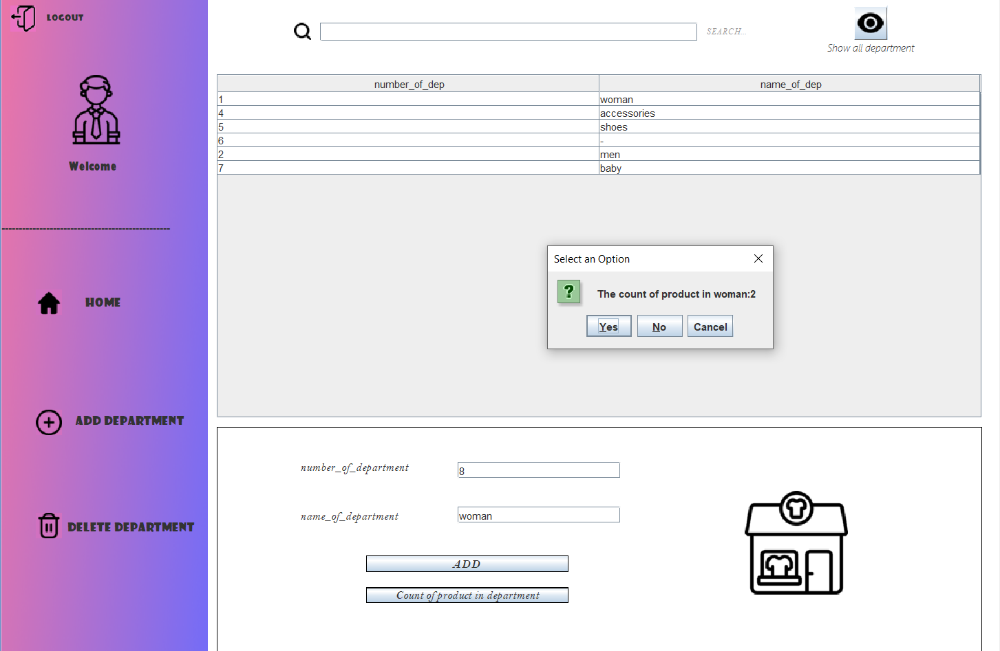 LOGOUT
Welcome
------------------------------------------------
HOME
ADD DEPARTMENT
DELETE DEPARTMENT
SEARCH...
Show all department
number_of_dep name_of_dep
1 woman
4 accessories
5 shoes
6 -
2 men
7 baby
Select an Option
? The count of product in woman:2
Yes No Cancel
number_of_department 8
name_of_department woman
ADD
Count of product in department